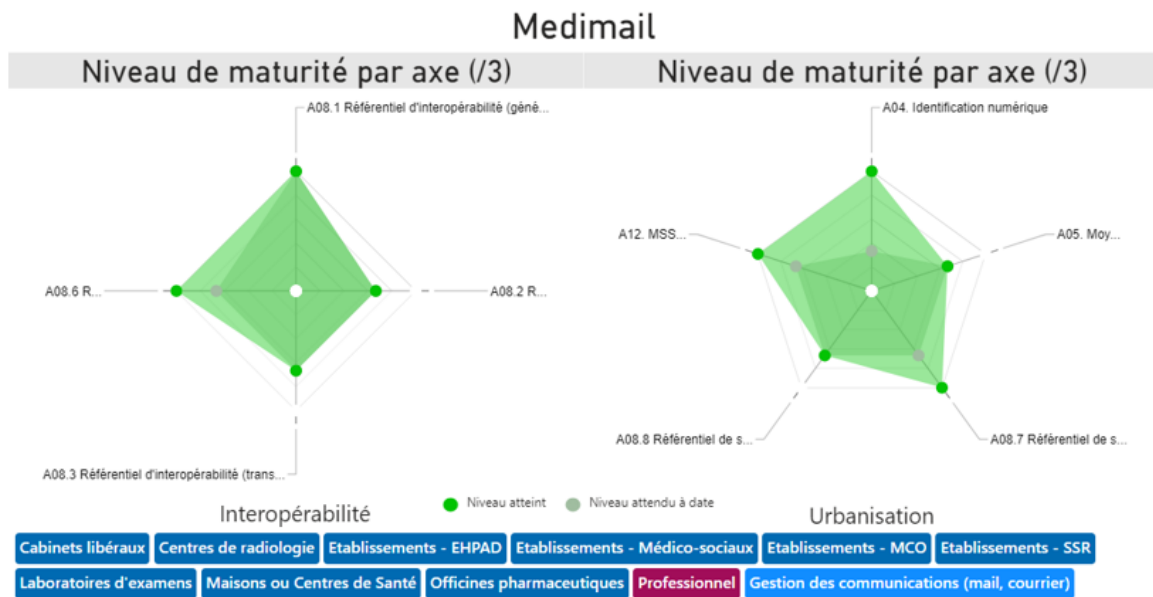 Medimail
Niveau de maturité par axe (/3)
Niveau de maturité par axe (/3)
A08.1 Référentiel d'interopérabilité (géné...
A08.6 R...
A08.2 R...
A08.3 Référentiel d'interopérabilité (trans...
A04. Identification numérique
A12. MSS...
A05. Moy...
A08.8 Référentiel de s...
A08.7 Référentiel de s...
Niveau atteint
Niveau attendu à date
Interopérabilité
Urbanisation
Cabinets libéraux
Centres de radiologie
Etablissements - EHPAD
Etablissements - Médico-sociaux
Etablissements - MCO
Etablissements - SSR
Laboratoires d'examens
Maisons ou Centres de Santé
Officines pharmaceutiques
Professionnel
Gestion des communications (mail, courrier)